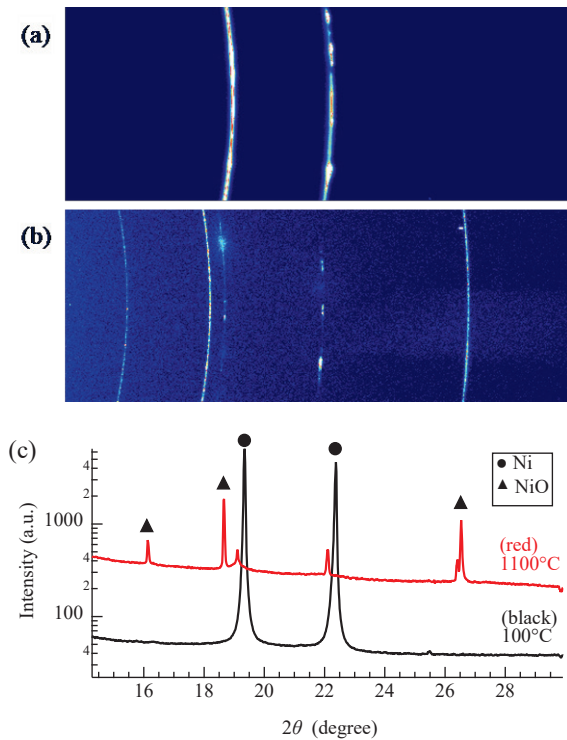 (a)
(b)
(c)
4
2
1000
4
2
100
4
Intensity (a.u.)
● Ni
▲ NiO
(red)
1100°C
(black)
100°C
16 18 20 22 24 26 28
2θ (degree)